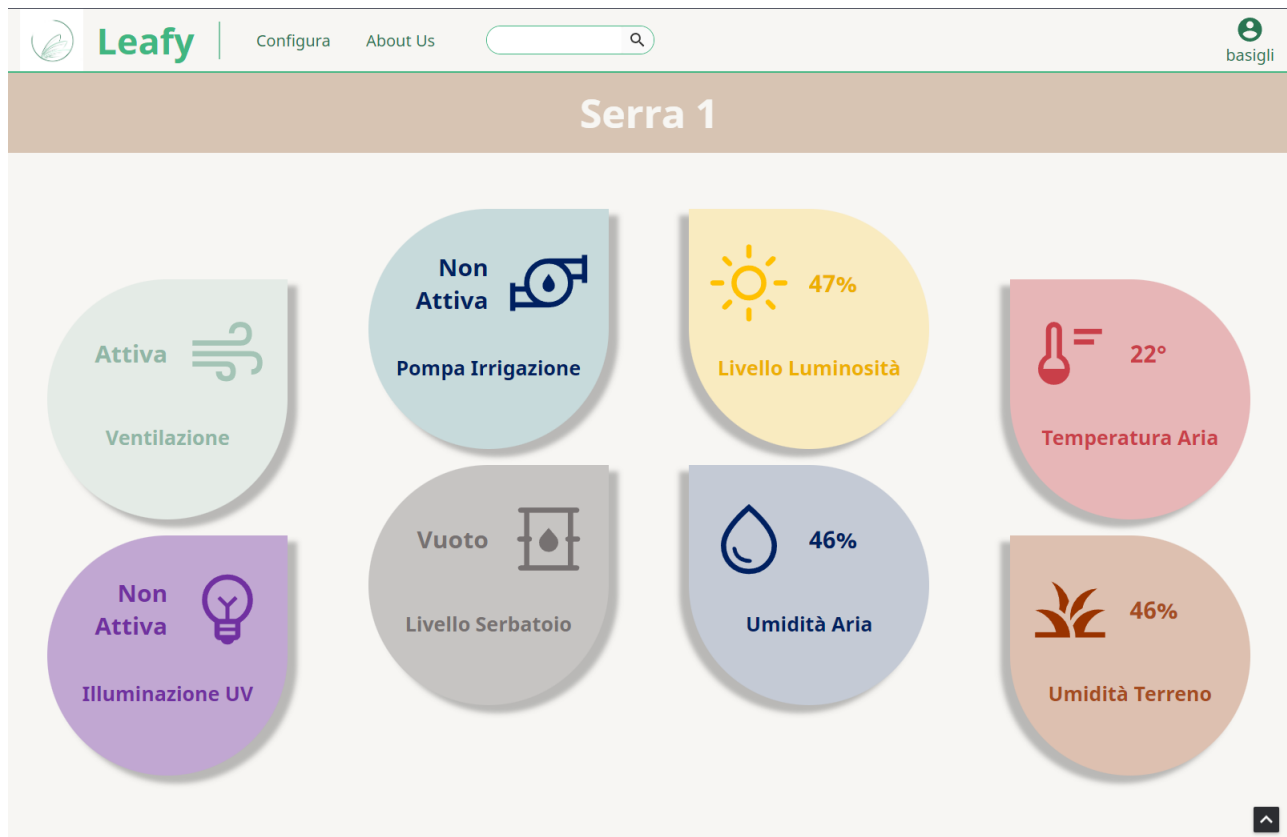 Leafy
Configura
About Us
basigli
Serra 1
Attiva
Ventilazione
Non
Attiva
Pompa Irrigazione
47%
Livello Luminosità
22°
Temperatura Aria
Non
Attiva
Illuminazione UV
Vuoto
Livello Serbatoio
46%
Umidità Aria
46%
Umidità Terreno